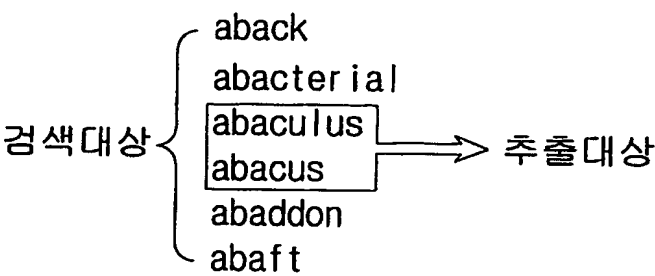 aback
abacterial
abaculus
검색대상
추출대상
abacus
abaddon
abaft